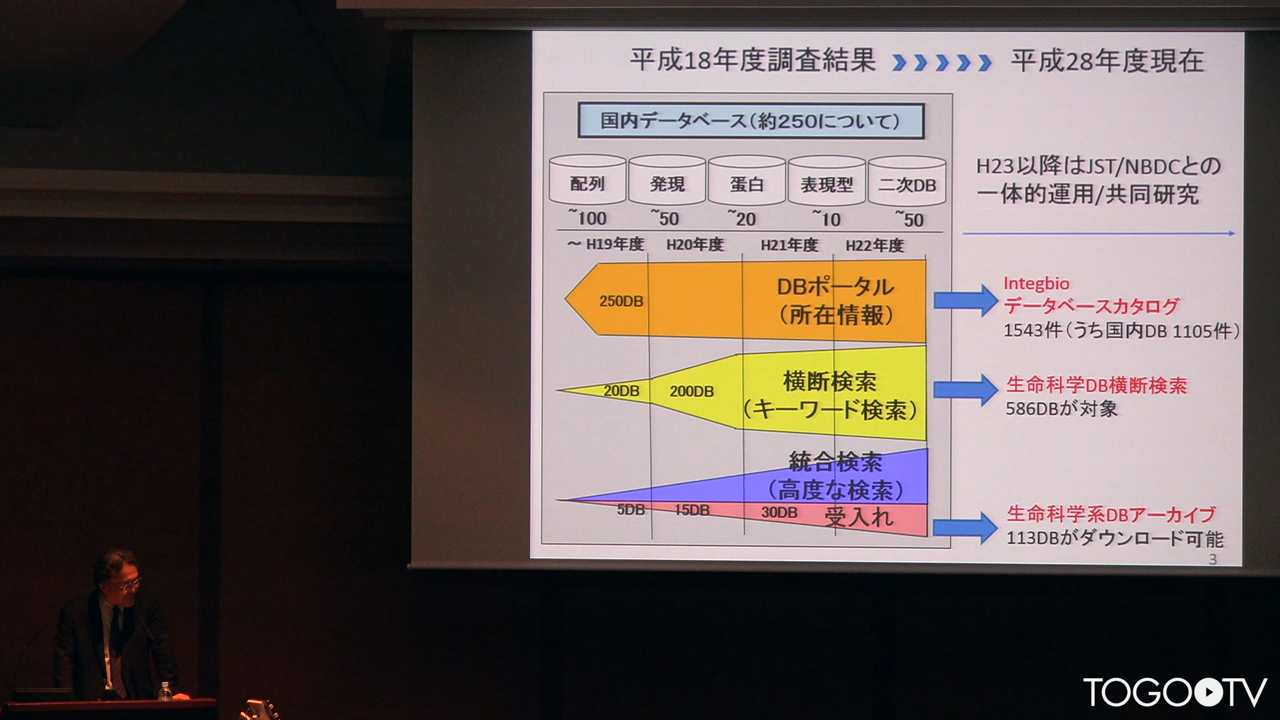 平成18年度調査結果 平成28年度現在
国内データベース(約250について)
配列 発現 蛋白 表現型 二次DB
~100 ~50 ~20 ~10 ~50
～ H19年度 H20年度 H21年度 H22年度
250DB
DBポータル
(所在情報)
20DB 200DB
横断検索
(キーワード検索)
統合検索
(高度な検索)
5DB 15DB 30DB 受入れ
H23以降はJST/NBDCとの
一体的運用/共同研究
Integbio
データベースカタログ
1543件(うち国内DB 1105件)
生命科学DB横断検索
586DBが対象
生命科学系DBアーカイブ
113DBがダウンロード可能
3
TOGO TV